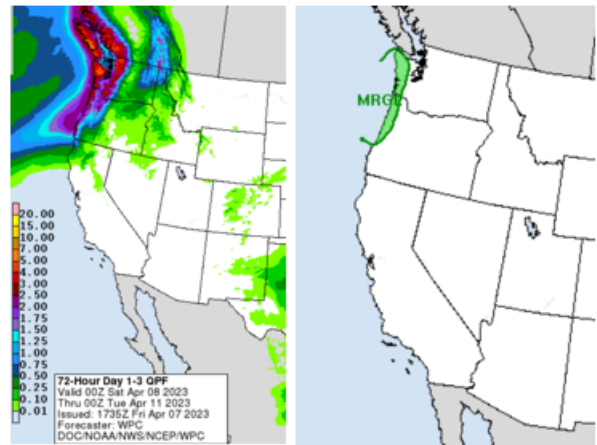 MRGL
20.00
15.00
10.00
7.00
5.00
4.00
3.00
2.50
2.00
1.75
1.50
1.25
1.00
0.75
0.50
0.25
0.10
0.01
72-Hour Day 1-3 QPF
Valid 00Z Sat Apr 08 2023
Thru 00Z Tue Apr 11 2023
Issued: 1735Z Fri Apr 07 2023
Forecaster: WPC
DOC/NOAA/NWS/NCEP/WPC